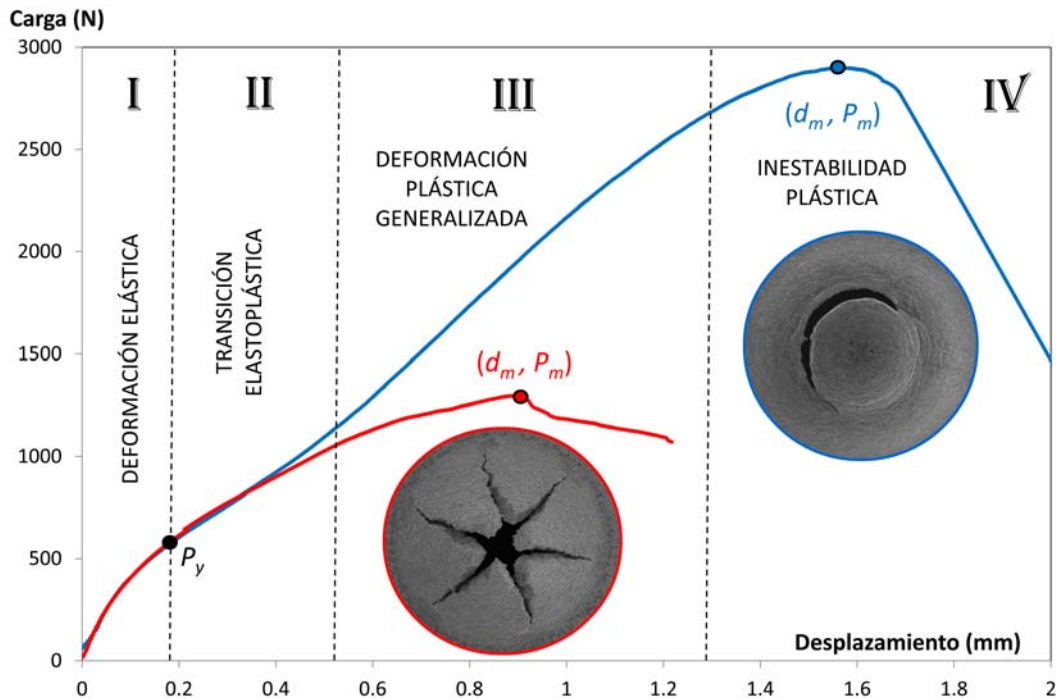 Carga (N)
3000
2500
2000
1500
1000
500
0
I
II
III
IV
DEFORMACIÓN ELÁSTICA
TRANSICIÓN
ELASTOPLÁSTICA
DEFORMACIÓN
PLÁSTICA
GENERALIZADA
INESTABILIDAD
PLÁSTICA
(dm, Pm)
(dm, Pm)
Py
Desplazamiento (mm)
0 0.2 0.4 0.6 0.8 1 1.2 1.4 1.6 1.8 2